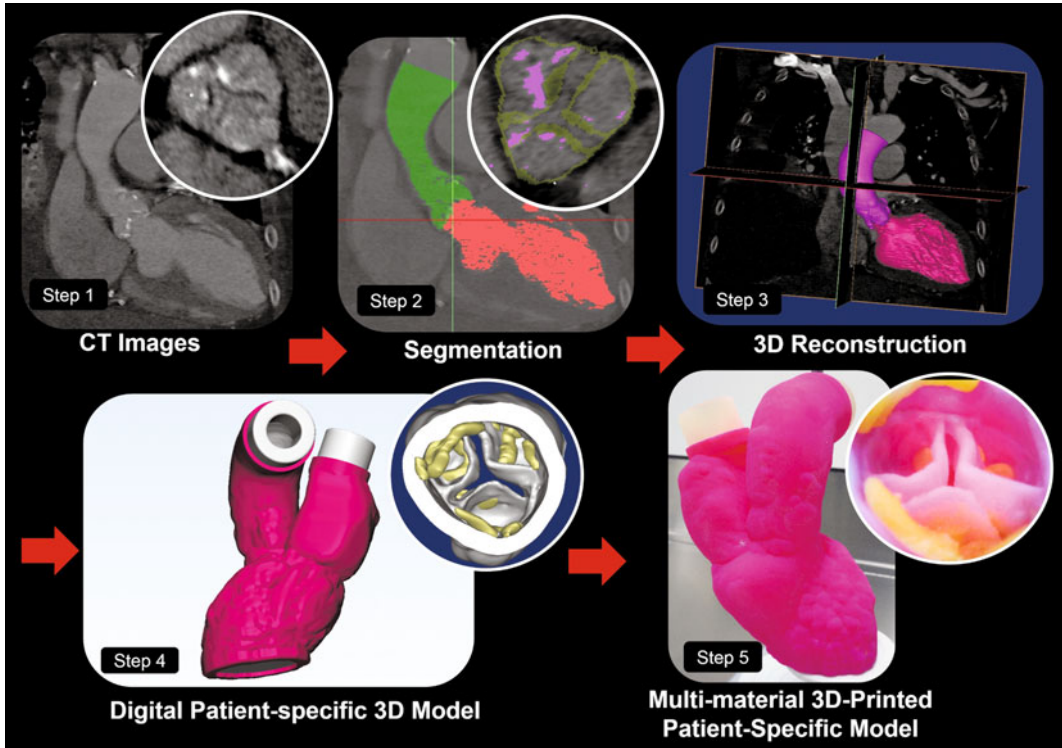 Step 1
CT Images
Step 2
Segmentation
Step 3
3D Reconstruction
Step 4
Digital Patient-specific 3D Model
Step 5
Multi-material 3D-Printed
Patient-Specific Model